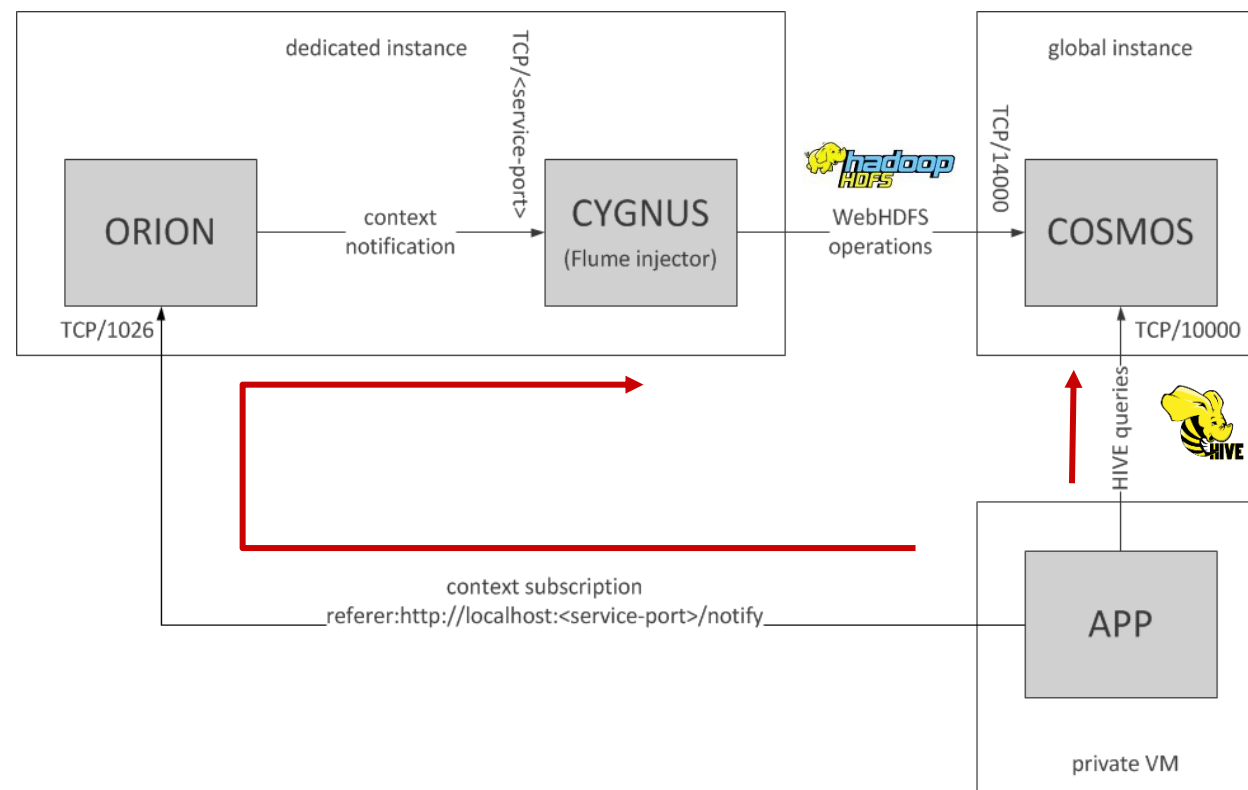 dedicated instance
TCP/<service-port>
global instance
TCP/14000
hadoop
HDFS
ORION
context
notification
CYGNUS
(Flume injector)
WebHDFS
operations
COSMOS
TCP/1026
TCP/10000
HIVE queries
HIVE
context subscription
referer:http://localhost:<service-port>/notify
APP
private VM